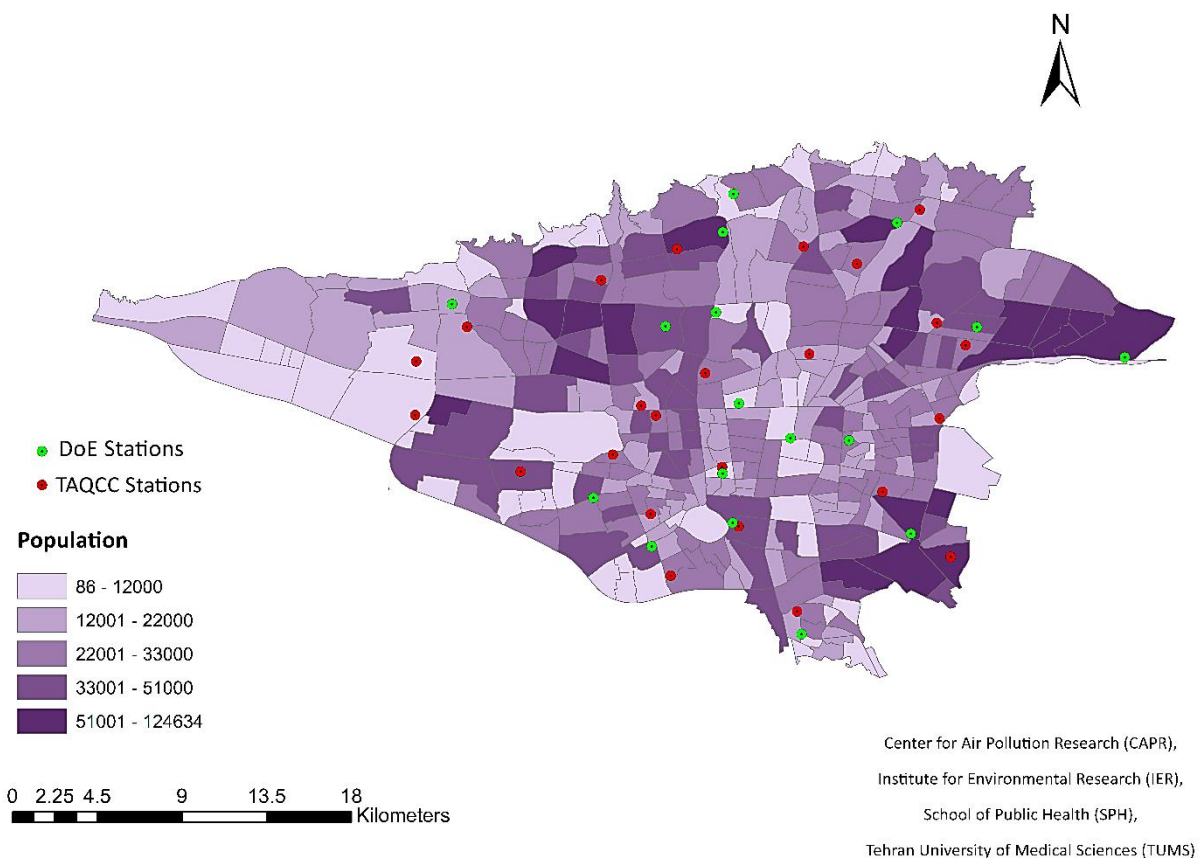 N
DoE Stations
TAQCC Stations
Population
86 - 12000
12001 - 22000
22001 - 33000
33001 - 51000
51001 - 124634
0 2.25 4.5 9 13.5 18
Kilometers
Center for Air Pollution Research (CAPR),
Institute for Environmental Research (IER),
School of Public Health (SPH),
Tehran University of Medical Sciences (TUMS)